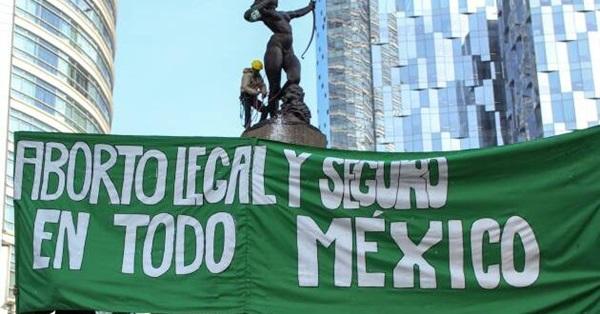 ABORTO LEGAL Y SEGURO
EN TODO MÉXICO